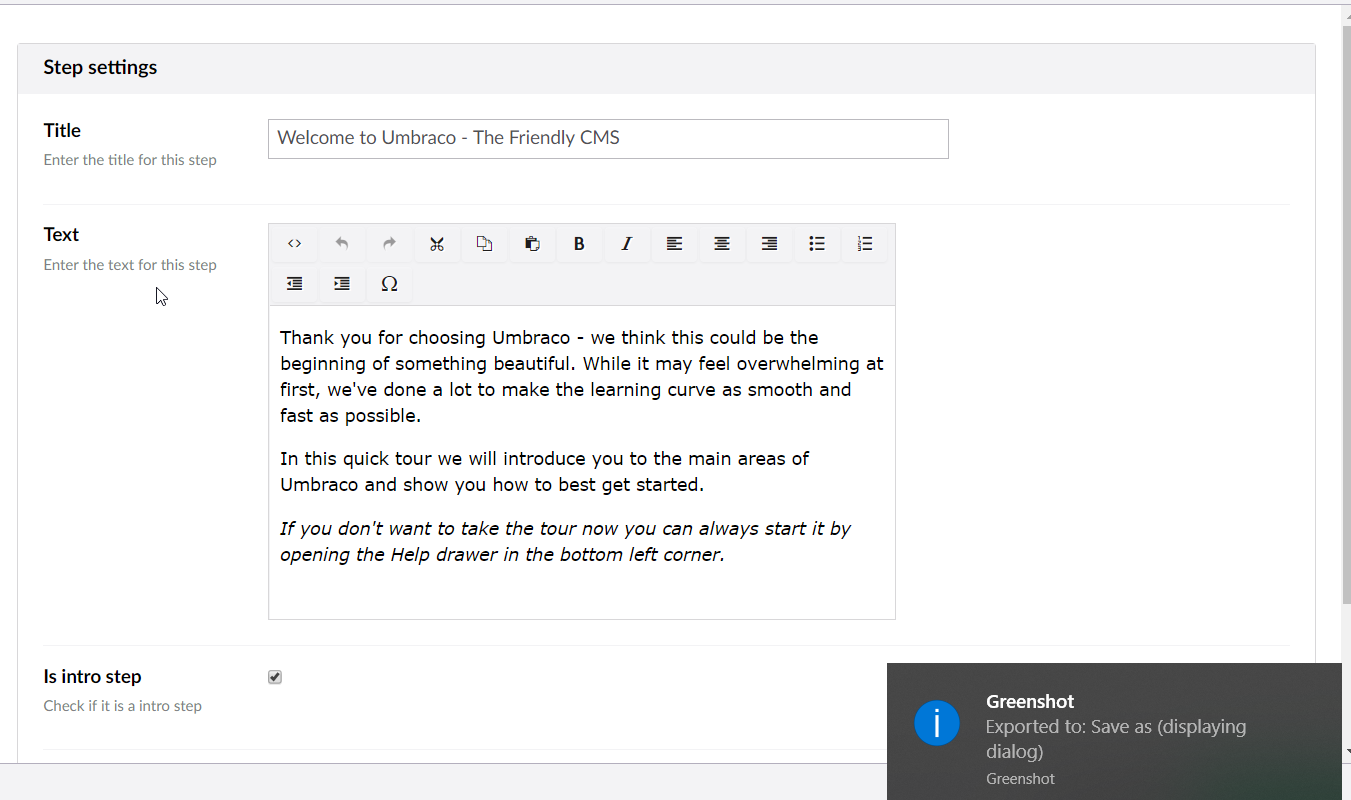 Step settings
Title
Enter the title for this step
Welcome to Umbraco - The Friendly CMS
Text
Enter the text for this step
Thank you for choosing Umbraco - we think this could be the
beginning of something beautiful. While it may feel overwhelming at
first, we've done a lot to make the learning curve as smooth and
fast as possible.
In this quick tour we will introduce you to the main areas of
Umbraco and show you how to best get started.
If you don't want to take the tour now you can always start it by
opening the Help drawer in the bottom left corner.
Is intro step
Check if it is a intro step
Greenshot
Exported to: Save as (displaying
dialog)
Greenshot